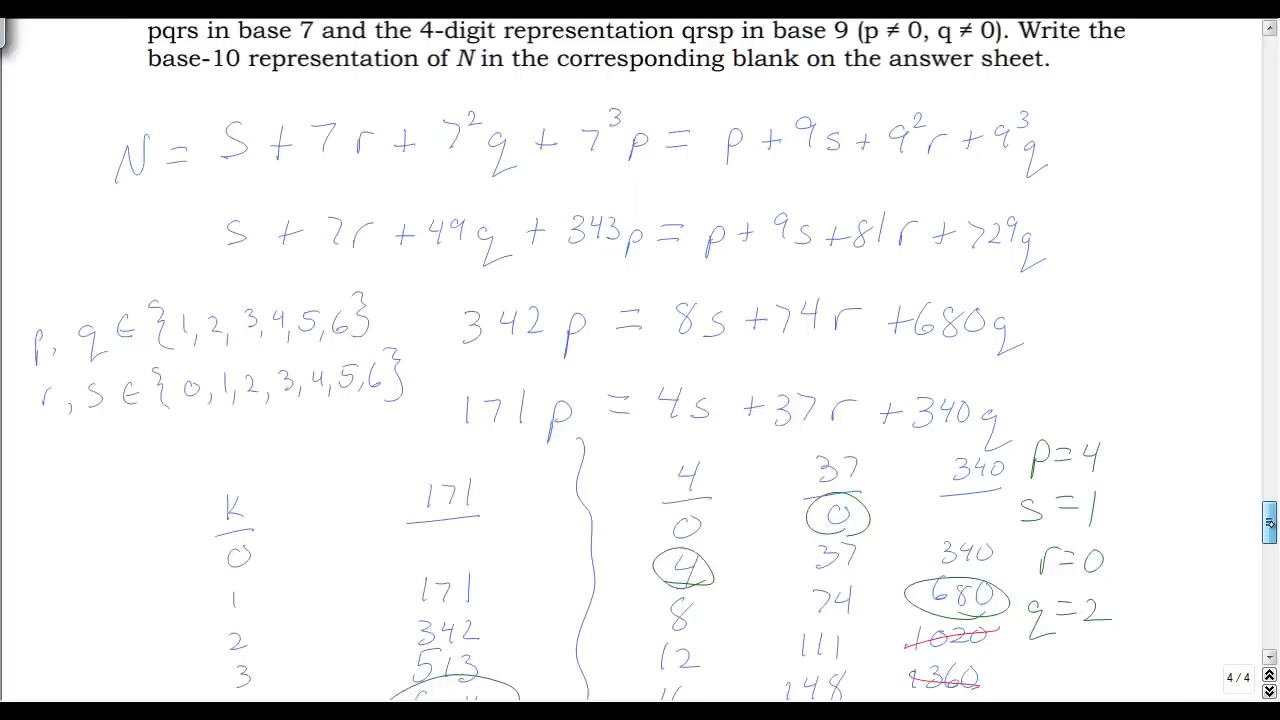 pqrs in base 7 and the 4-digit representation qrsp in base 9 (p ≠ 0, q ≠ 0). Write the
base-10 representation of N in the corresponding blank on the answer sheet.
N = S + 7r + 7²q + 7³p = p + 9s + 9²r + 9³q
s + 7r + 49q + 343p = p + 9s + 81r + 729q
p, q ∈ {1, 2, 3, 4, 5, 6}
342p = 8s + 74r + 680q
r, s ∈ {0, 1, 2, 3, 4, 5, 6}
171p = 4s + 37r + 340q
K 171 4 37 340 p = 4
0 0 0 s = 1
1 171 4 37 340 r = 0
2 342 8 74 680 q = 2
3 513 12 111 1020
148 1360
4 / 4